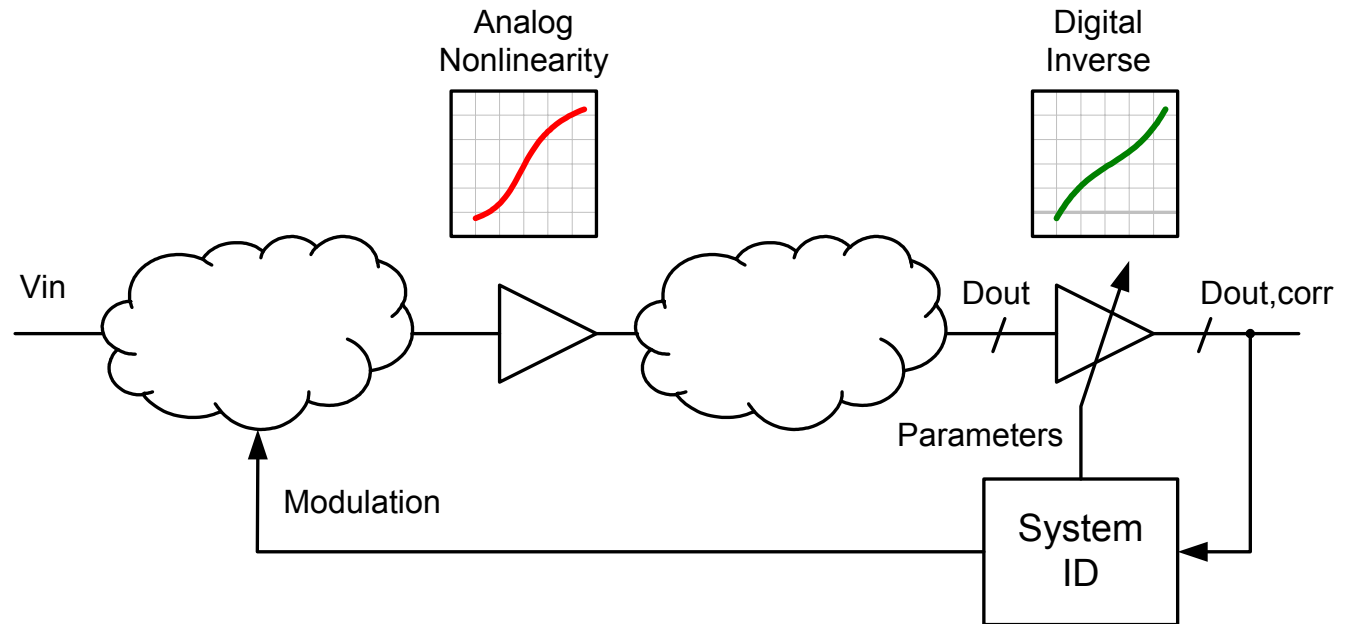 Analog
Nonlinearity
Digital
Inverse
Vin
Dout
Dout,corr
Parameters
Modulation
System
ID